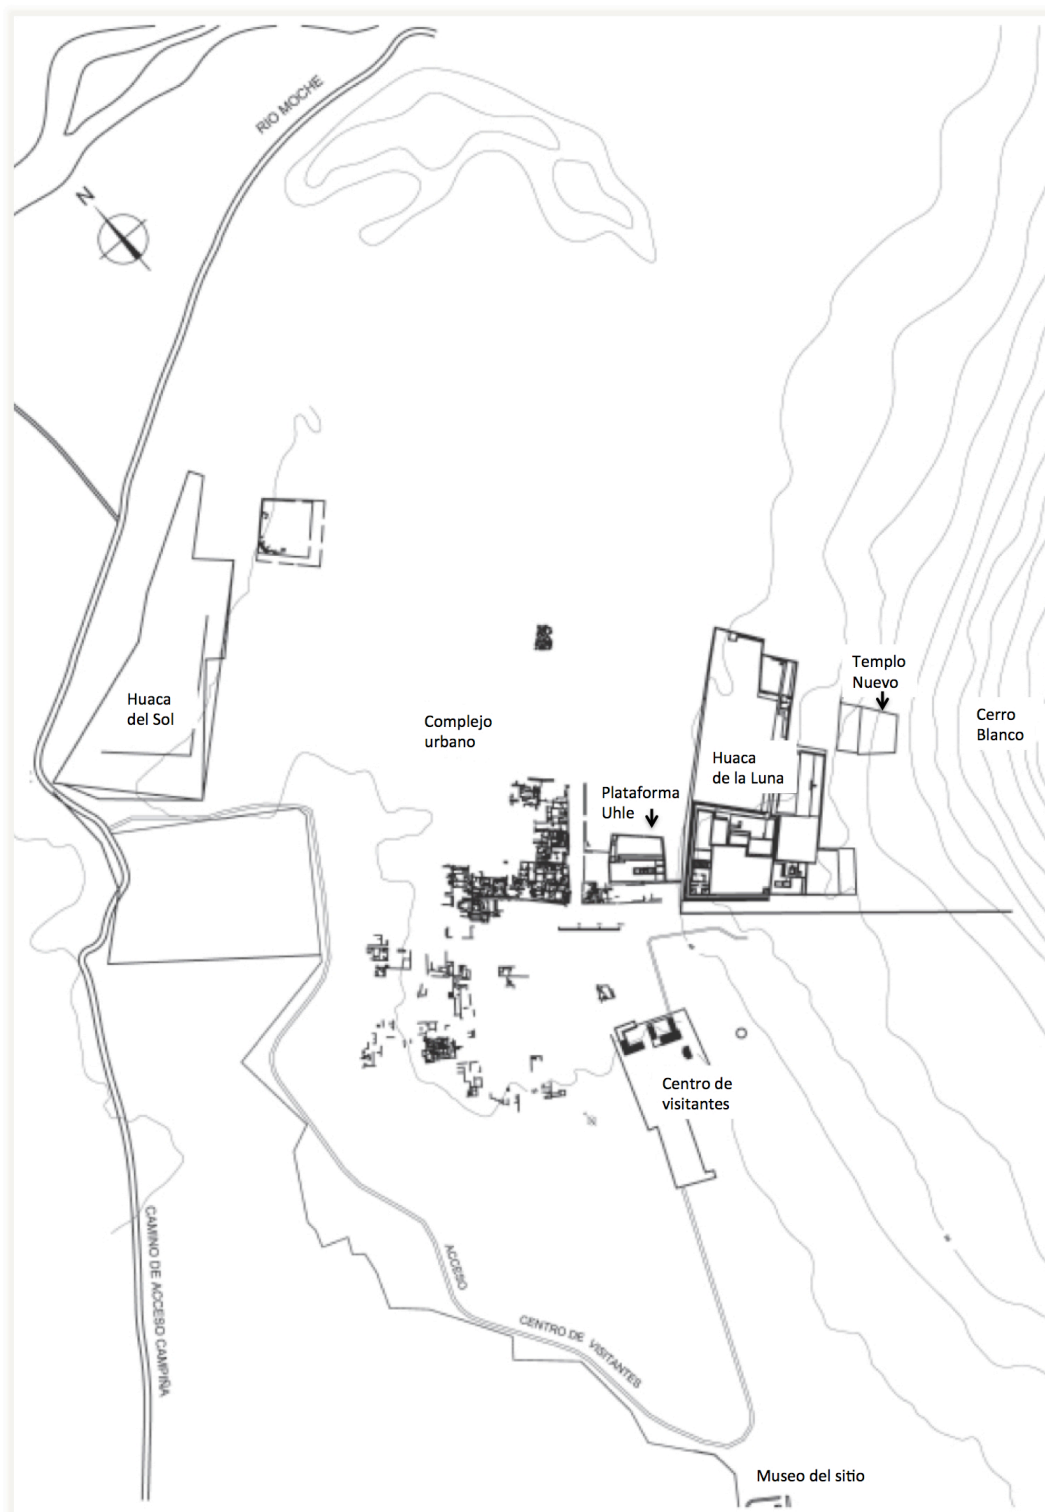 RIO MOCHE
N
Templo
Nuevo
Huaca
del Sol
Complejo
urbano
Cerro
Blanco
Huaca
de la Luna
Plataforma
Uhle
Centro de
visitantes
CAMINO DE ACCESO CAMPIÑA
ACCESO
CENTRO DE VISITANTES
Museo del sitio